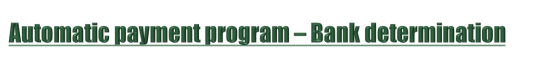 Automatic payment program – Bank determination